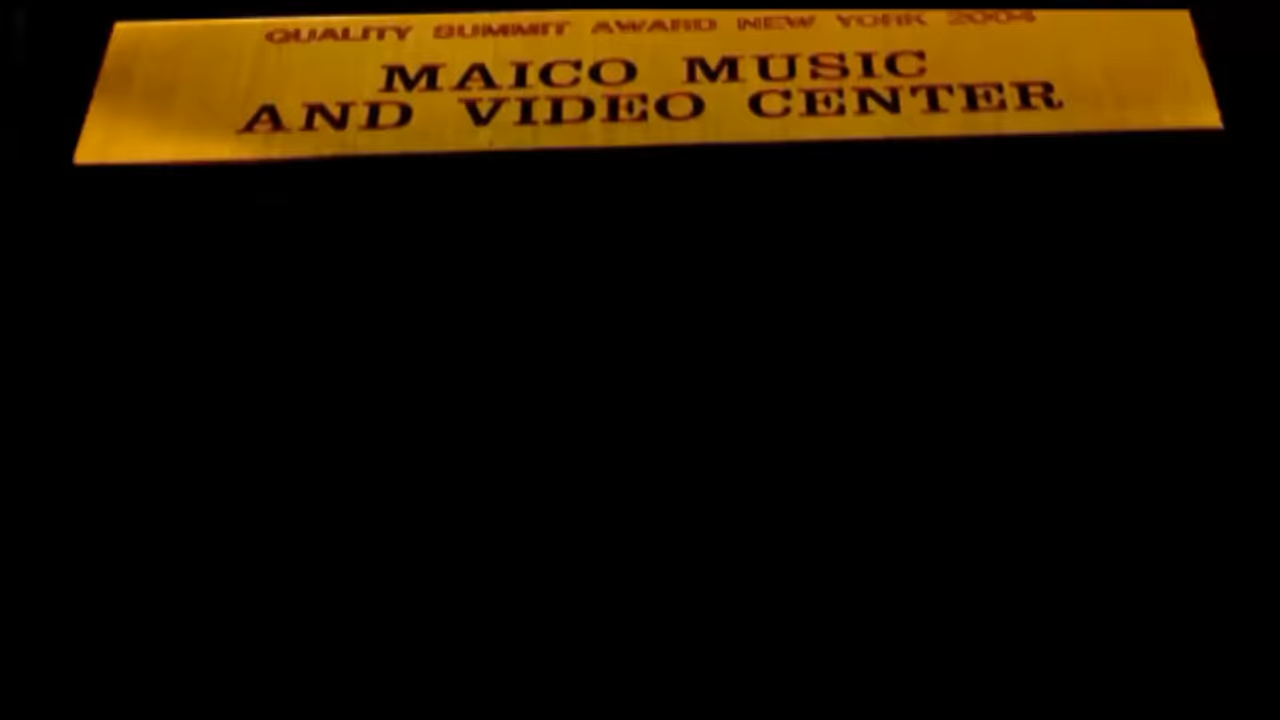 QUALITY SUMMIT AWARD NEW YORK 2004
MAICO MUSIC
AND VIDEO CENTER